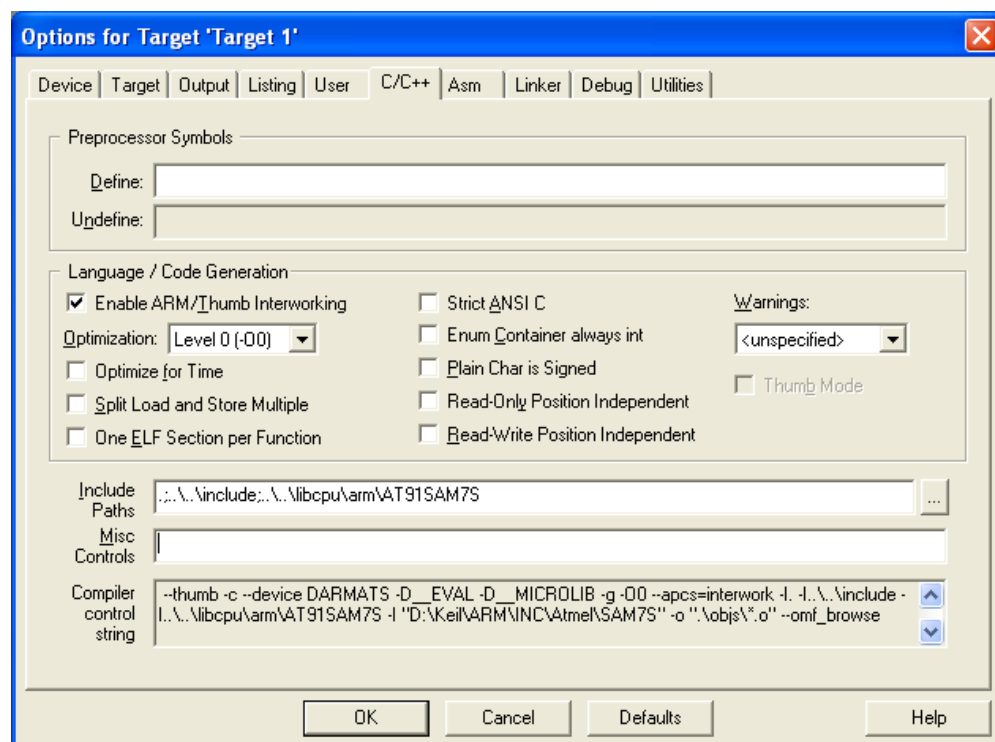 Options for Target 'Target 1'
Device Target Output Listing User C/C++ Asm Linker Debug Utilities
Preprocessor Symbols
Define:
Undefine:
Language / Code Generation
Enable ARM/Thumb Interworking
Strict ANSI C
Warnings:
Optimization: Level 0 (-O0)
Enum Container always int
<unspecified>
Optimize for Time
Plain Char is Signed
Thumb Mode
Split Load and Store Multiple
Read-Only Position Independent
One ELF Section per Function
Read-Write Position Independent
Include Paths
.;..\..\include;..\..\libcpu\arm\AT91SAM7S
...
Misc Controls
Compiler control string
--thumb -c --device DARMATS -D__EVAL -D__MICROLIB -g -O0 --apcs=interwork -I. -I..\..\include -
I..\..\libcpu\arm\AT91SAM7S -I "D:\Keil\ARM\INC\Atmel\SAM7S" -o ".\objs\*.o" --omf_browse
OK Cancel Defaults Help